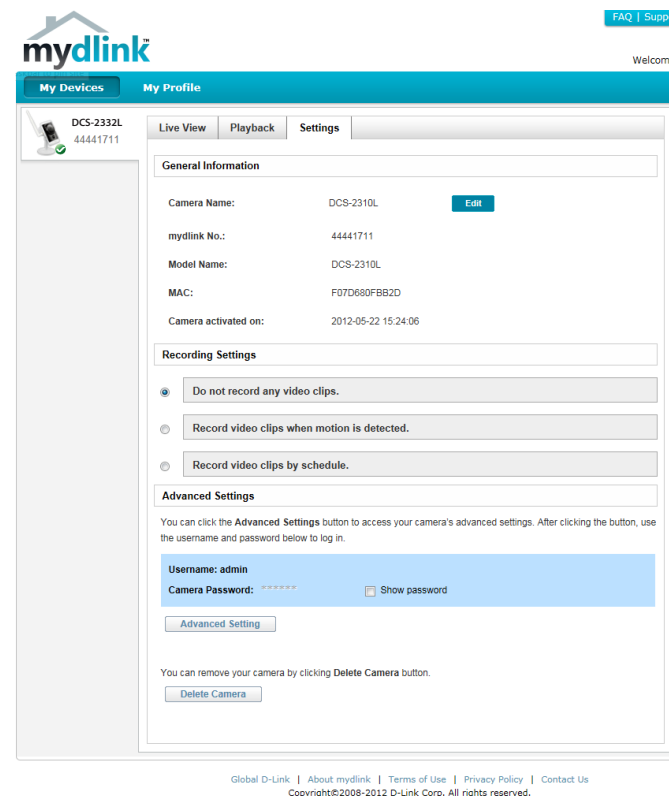 FAQ | Supp
mydlink
Welcom
My Devices My Profile
DCS-2332L
44441711
Live View Playback Settings
General Information
Camera Name: DCS-2310L Edit
mydlink No.: 44441711
Model Name: DCS-2310L
MAC: F07D680FBB2D
Camera activated on: 2012-05-22 15:24:06
Recording Settings
Do not record any video clips.
Record video clips when motion is detected.
Record video clips by schedule.
Advanced Settings
You can click the Advanced Settings button to access your camera's advanced settings. After clicking the button, use
the username and password below to log in.
Username: admin
Camera Password: ****** Show password
Advanced Setting
You can remove your camera by clicking Delete Camera button.
Delete Camera
Global D-Link | About mydlink | Terms of Use | Privacy Policy | Contact Us
Copyright©2008-2012 D-Link Corp. All rights reserved.